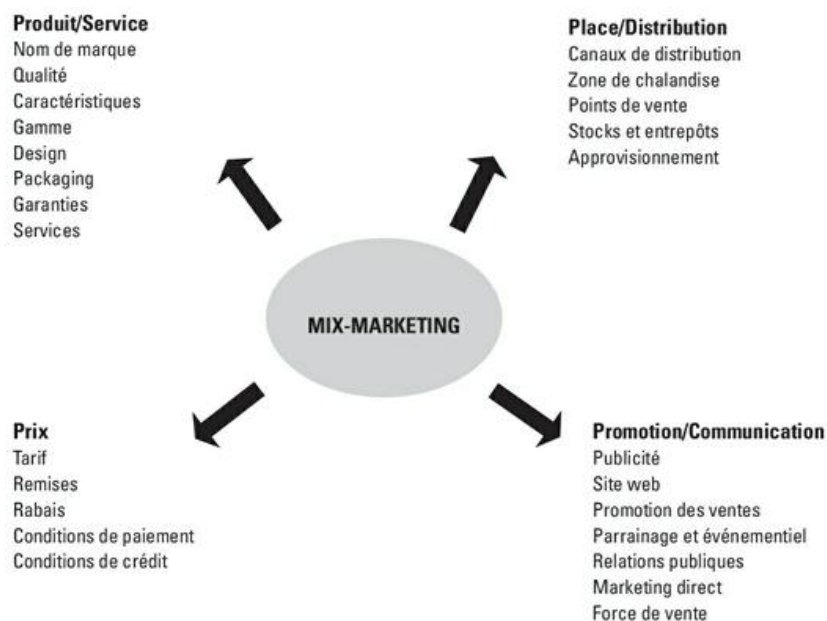 Produit/Service
Nom de marque
Qualité
Caractéristiques
Gamme
Design
Packaging
Garanties
Services
Place/Distribution
Canaux de distribution
Zone de chalandise
Points de vente
Stocks et entrepôts
Approvisionnement
MIX-MARKETING
Prix
Tarif
Remises
Rabais
Conditions de paiement
Conditions de crédit
Promotion/Communication
Publicité
Site web
Promotion des ventes
Parrainage et événementiel
Relations publiques
Marketing direct
Force de vente